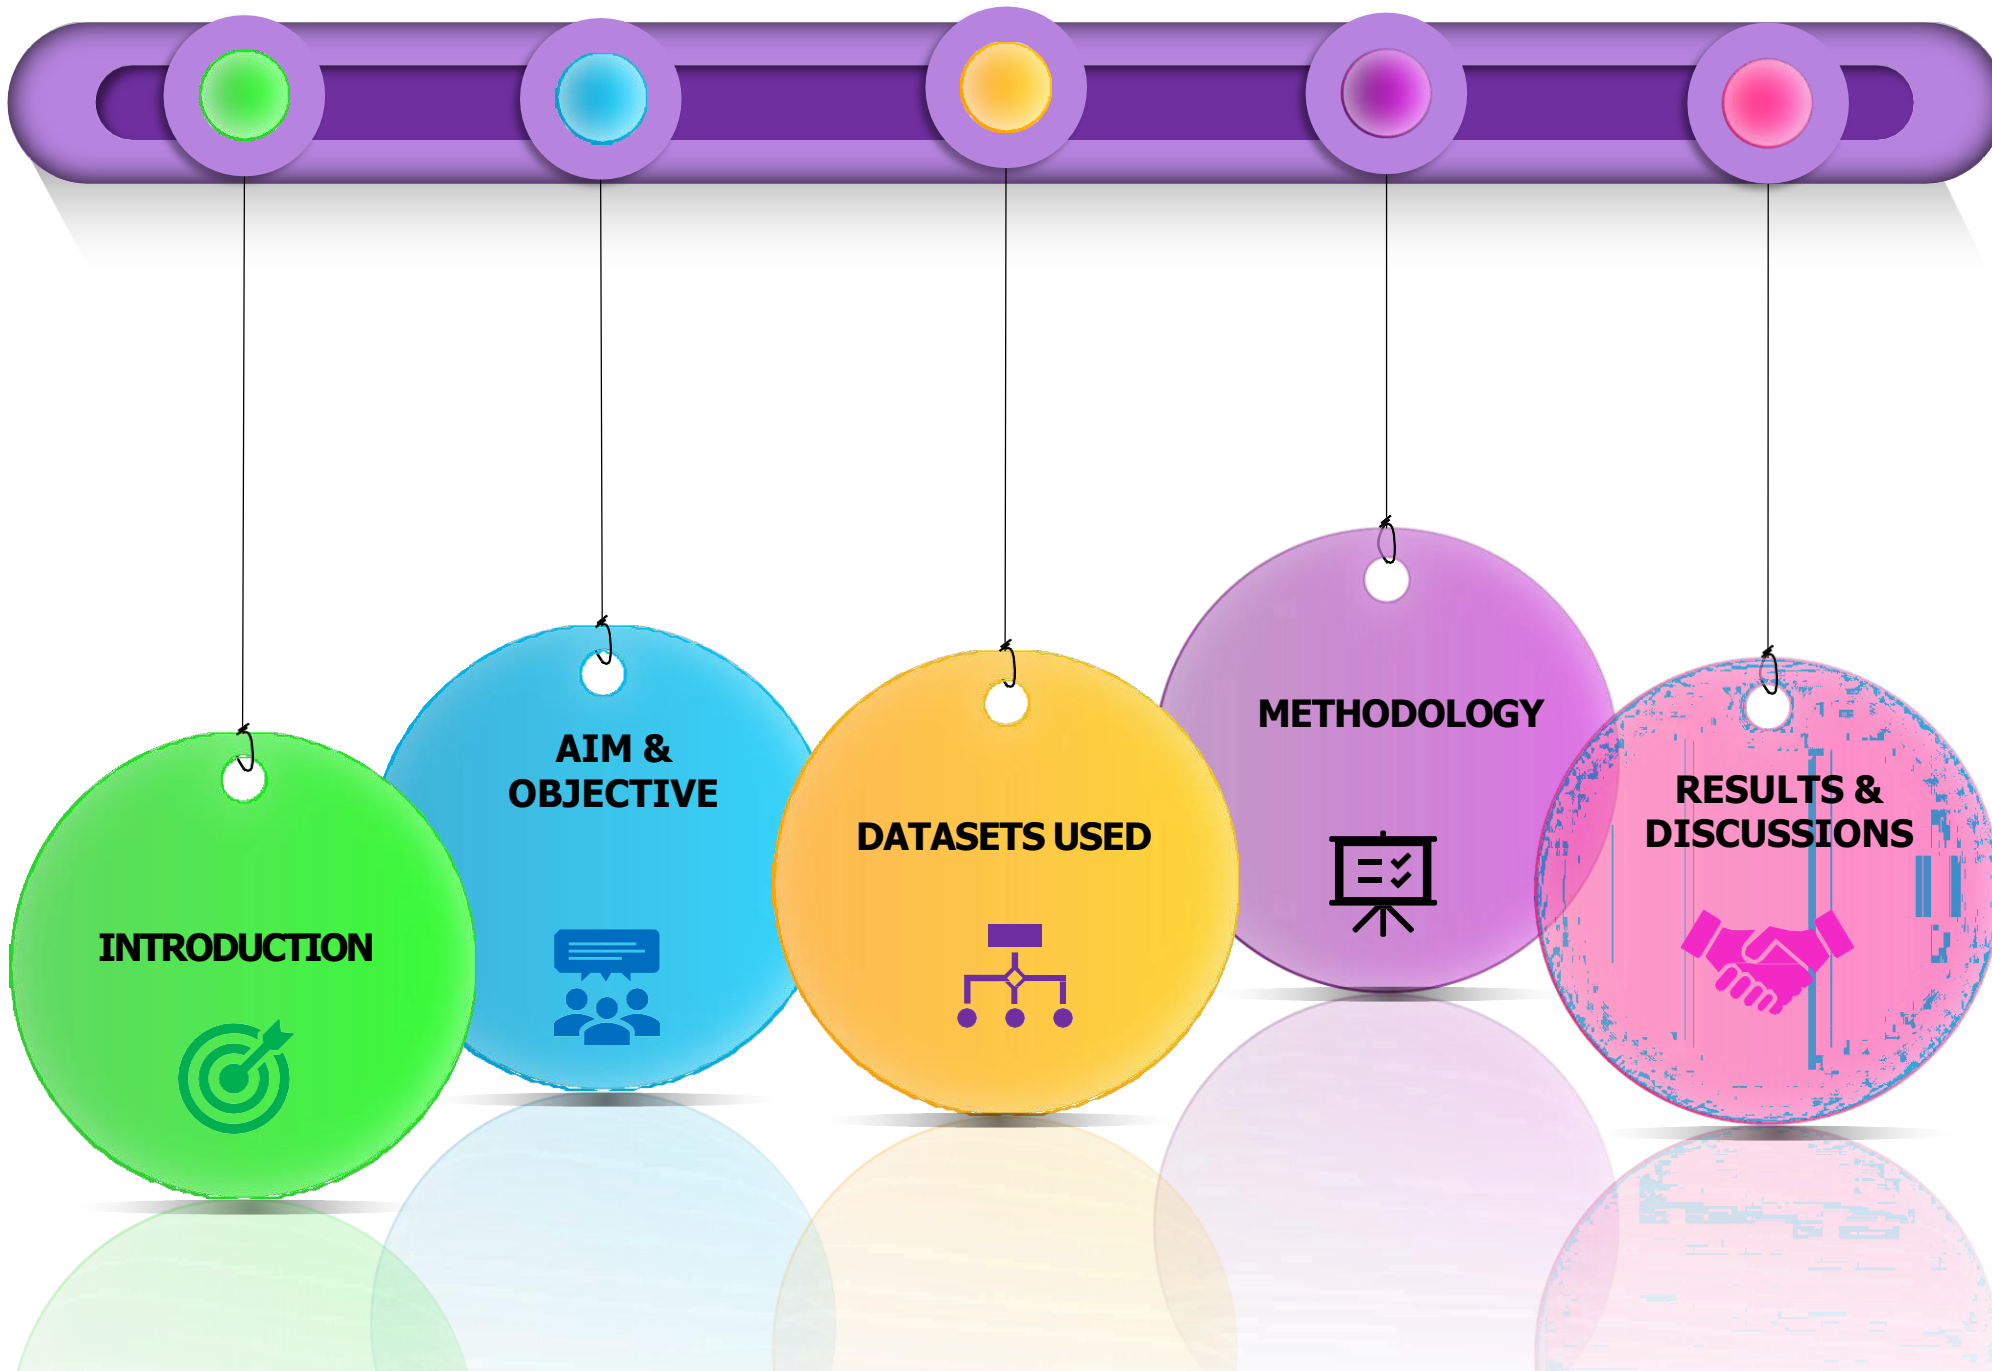 INTRODUCTION
AIM &
OBJECTIVE
DATASETS USED
METHODOLOGY
RESULTS &
DISCUSSIONS